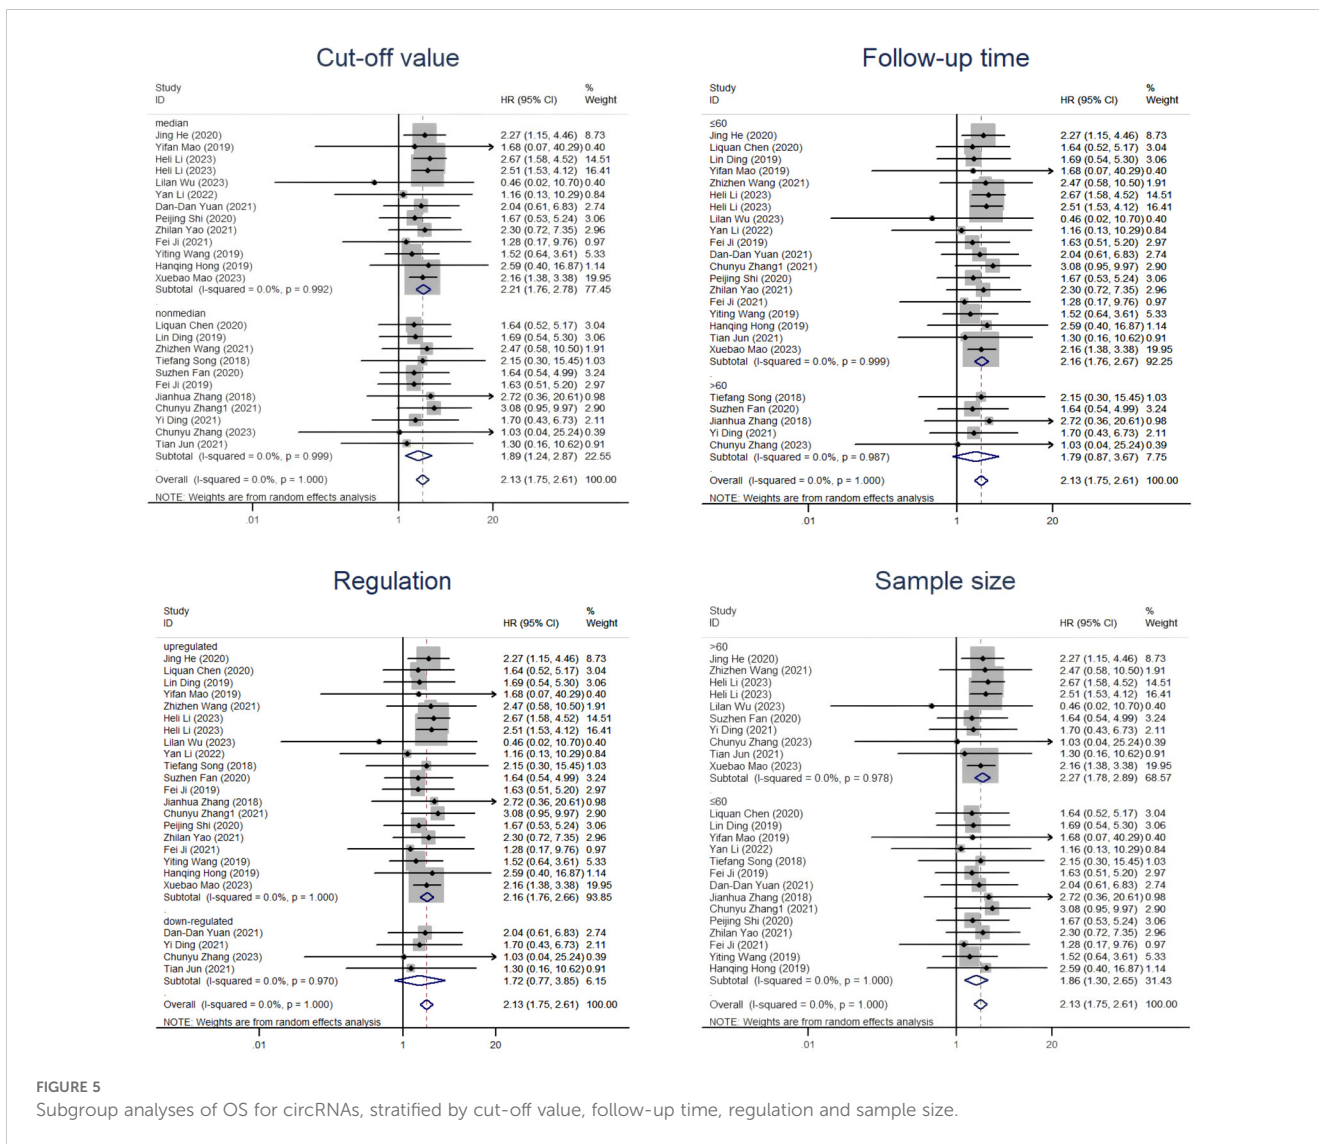 Cut-off value
Study
ID
HR (95% CI)
%
Weight
median
Jing He (2020) 2.27 (1.15, 4.46) 8.73
Yifan Mao (2019) 1.68 (0.07, 40.29) 0.40
Heli Li (2023) 2.67 (1.58, 4.52) 14.51
Heli Li (2023) 2.51 (1.53, 4.12) 16.41
Lilan Wu (2023) 0.46 (0.02, 10.70) 0.40
Yan Li (2022) 1.16 (0.13, 10.29) 0.84
Dan-Dan Yuan (2021) 2.04 (0.61, 6.83) 2.74
Peijing Shi (2020) 1.67 (0.53, 5.24) 3.06
Zhilan Yao (2021) 2.30 (0.72, 7.35) 2.96
Fei Ji (2021) 1.28 (0.17, 9.76) 0.97
Yiting Wang (2019) 1.52 (0.64, 3.61) 5.33
Hanqing Hong (2019) 2.59 (0.40, 16.87) 1.14
Xuebao Mao (2023) 2.16 (1.38, 3.38) 19.95
Subtotal (I-squared = 0.0%, p = 0.992) 2.21 (1.76, 2.78) 77.45
.
nonmedian
Liquan Chen (2020) 1.64 (0.52, 5.17) 3.04
Lin Ding (2019) 1.69 (0.54, 5.30) 3.06
Zhizhen Wang (2021) 2.47 (0.58, 10.50) 1.91
Tiefang Song (2018) 2.15 (0.30, 15.45) 1.03
Suzhen Fan (2020) 1.64 (0.54, 4.99) 3.24
Fei Ji (2019) 1.63 (0.51, 5.20) 2.97
Jianhua Zhang (2018) 2.72 (0.36, 20.61) 0.98
Chunyu Zhang1 (2021) 3.08 (0.95, 9.97) 2.90
Yi Ding (2021) 1.70 (0.43, 6.73) 2.11
Chunyu Zhang (2023) 1.03 (0.04, 25.24) 0.39
Tian Jun (2021) 1.30 (0.16, 10.62) 0.91
Subtotal (I-squared = 0.0%, p = 0.999) 1.89 (1.24, 2.87) 22.55
.
Overall (I-squared = 0.0%, p = 1.000) 2.13 (1.75, 2.61) 100.00
NOTE: Weights are from random effects analysis
.01 1 20
Follow-up time
Study
ID
HR (95% CI)
%
Weight
≤60
Jing He (2020) 2.27 (1.15, 4.46) 8.73
Liquan Chen (2020) 1.64 (0.52, 5.17) 3.04
Lin Ding (2019) 1.69 (0.54, 5.30) 3.06
Yifan Mao (2019) 1.68 (0.07, 40.29) 0.40
Zhizhen Wang (2021) 2.47 (0.58, 10.50) 1.91
Heli Li (2023) 2.67 (1.58, 4.52) 14.51
Heli Li (2023) 2.51 (1.53, 4.12) 16.41
Lilan Wu (2023) 0.46 (0.02, 10.70) 0.40
Yan Li (2022) 1.16 (0.13, 10.29) 0.84
Fei Ji (2019) 1.63 (0.51, 5.20) 2.97
Dan-Dan Yuan (2021) 2.04 (0.61, 6.83) 2.74
Chunyu Zhang1 (2021) 3.08 (0.95, 9.97) 2.90
Peijing Shi (2020) 1.67 (0.53, 5.24) 3.06
Zhilan Yao (2021) 2.30 (0.72, 7.35) 2.96
Fei Ji (2021) 1.28 (0.17, 9.76) 0.97
Yiting Wang (2019) 1.52 (0.64, 3.61) 5.33
Hanqing Hong (2019) 2.59 (0.40, 16.87) 1.14
Tian Jun (2021) 1.30 (0.16, 10.62) 0.91
Xuebao Mao (2023) 2.16 (1.38, 3.38) 19.95
Subtotal (I-squared = 0.0%, p = 0.999) 2.16 (1.76, 2.67) 92.25
.
>60
Tiefang Song (2018) 2.15 (0.30, 15.45) 1.03
Suzhen Fan (2020) 1.64 (0.54, 4.99) 3.24
Jianhua Zhang (2018) 2.72 (0.36, 20.61) 0.98
Yi Ding (2021) 1.70 (0.43, 6.73) 2.11
Chunyu Zhang (2023) 1.03 (0.04, 25.24) 0.39
Subtotal (I-squared = 0.0%, p = 0.987) 1.79 (0.87, 3.67) 7.75
.
Overall (I-squared = 0.0%, p = 1.000) 2.13 (1.75, 2.61) 100.00
NOTE: Weights are from random effects analysis
.01 1 20
Regulation
Study
ID
HR (95% CI)
%
Weight
upregulated
Jing He (2020) 2.27 (1.15, 4.46) 8.73
Liquan Chen (2020) 1.64 (0.52, 5.17) 3.04
Lin Ding (2019) 1.69 (0.54, 5.30) 3.06
Yifan Mao (2019) 1.68 (0.07, 40.29) 0.40
Zhizhen Wang (2021) 2.47 (0.58, 10.50) 1.91
Heli Li (2023) 2.67 (1.58, 4.52) 14.51
Heli Li (2023) 2.51 (1.53, 4.12) 16.41
Lilan Wu (2023) 0.46 (0.02, 10.70) 0.40
Yan Li (2022) 1.16 (0.13, 10.29) 0.84
Tiefang Song (2018) 2.15 (0.30, 15.45) 1.03
Suzhen Fan (2020) 1.64 (0.54, 4.99) 3.24
Fei Ji (2019) 1.63 (0.51, 5.20) 2.97
Jianhua Zhang (2018) 2.72 (0.36, 20.61) 0.98
Chunyu Zhang1 (2021) 3.08 (0.95, 9.97) 2.90
Peijing Shi (2020) 1.67 (0.53, 5.24) 3.06
Zhilan Yao (2021) 2.30 (0.72, 7.35) 2.96
Fei Ji (2021) 1.28 (0.17, 9.76) 0.97
Yiting Wang (2019) 1.52 (0.64, 3.61) 5.33
Hanqing Hong (2019) 2.59 (0.40, 16.87) 1.14
Xuebao Mao (2023) 2.16 (1.38, 3.38) 19.95
Subtotal (I-squared = 0.0%, p = 1.000) 2.16 (1.76, 2.66) 93.85
.
down-regulated
Dan-Dan Yuan (2021) 2.04 (0.61, 6.83) 2.74
Yi Ding (2021) 1.70 (0.43, 6.73) 2.11
Chunyu Zhang (2023) 1.03 (0.04, 25.24) 0.39
Tian Jun (2021) 1.30 (0.16, 10.62) 0.91
Subtotal (I-squared = 0.0%, p = 0.970) 1.72 (0.77, 3.85) 6.15
.
Overall (I-squared = 0.0%, p = 1.000) 2.13 (1.75, 2.61) 100.00
NOTE: Weights are from random effects analysis
.01 1 20
Sample size
Study
ID
HR (95% CI)
%
Weight
>60
Jing He (2020) 2.27 (1.15, 4.46) 8.73
Zhizhen Wang (2021) 2.47 (0.58, 10.50) 1.91
Heli Li (2023) 2.67 (1.58, 4.52) 14.51
Heli Li (2023) 2.51 (1.53, 4.12) 16.41
Lilan Wu (2023) 0.46 (0.02, 10.70) 0.40
Suzhen Fan (2020) 1.64 (0.54, 4.99) 3.24
Yi Ding (2021) 1.70 (0.43, 6.73) 2.11
Chunyu Zhang (2023) 1.03 (0.04, 25.24) 0.39
Tian Jun (2021) 1.30 (0.16, 10.62) 0.91
Xuebao Mao (2023) 2.16 (1.38, 3.38) 19.95
Subtotal (I-squared = 0.0%, p = 0.978) 2.27 (1.78, 2.89) 68.57
.
≤60
Liquan Chen (2020) 1.64 (0.52, 5.17) 3.04
Lin Ding (2019) 1.69 (0.54, 5.30) 3.06
Yifan Mao (2019) 1.68 (0.07, 40.29) 0.40
Yan Li (2022) 1.16 (0.13, 10.29) 0.84
Tiefang Song (2018) 2.15 (0.30, 15.45) 1.03
Fei Ji (2019) 1.63 (0.51, 5.20) 2.97
Dan-Dan Yuan (2021) 2.04 (0.61, 6.83) 2.74
Jianhua Zhang (2018) 2.72 (0.36, 20.61) 0.98
Chunyu Zhang1 (2021) 3.08 (0.95, 9.97) 2.90
Peijing Shi (2020) 1.67 (0.53, 5.24) 3.06
Zhilan Yao (2021) 2.30 (0.72, 7.35) 2.96
Fei Ji (2021) 1.28 (0.17, 9.76) 0.97
Yiting Wang (2019) 1.52 (0.64, 3.61) 5.33
Hanqing Hong (2019) 2.59 (0.40, 16.87) 1.14
Subtotal (I-squared = 0.0%, p = 1.000) 1.86 (1.30, 2.65) 31.43
.
Overall (I-squared = 0.0%, p = 1.000) 2.13 (1.75, 2.61) 100.00
NOTE: Weights are from random effects analysis
.01 1 20
FIGURE 5
Subgroup analyses of OS for circRNAs, stratified by cut-off value, follow-up time, regulation and sample size.